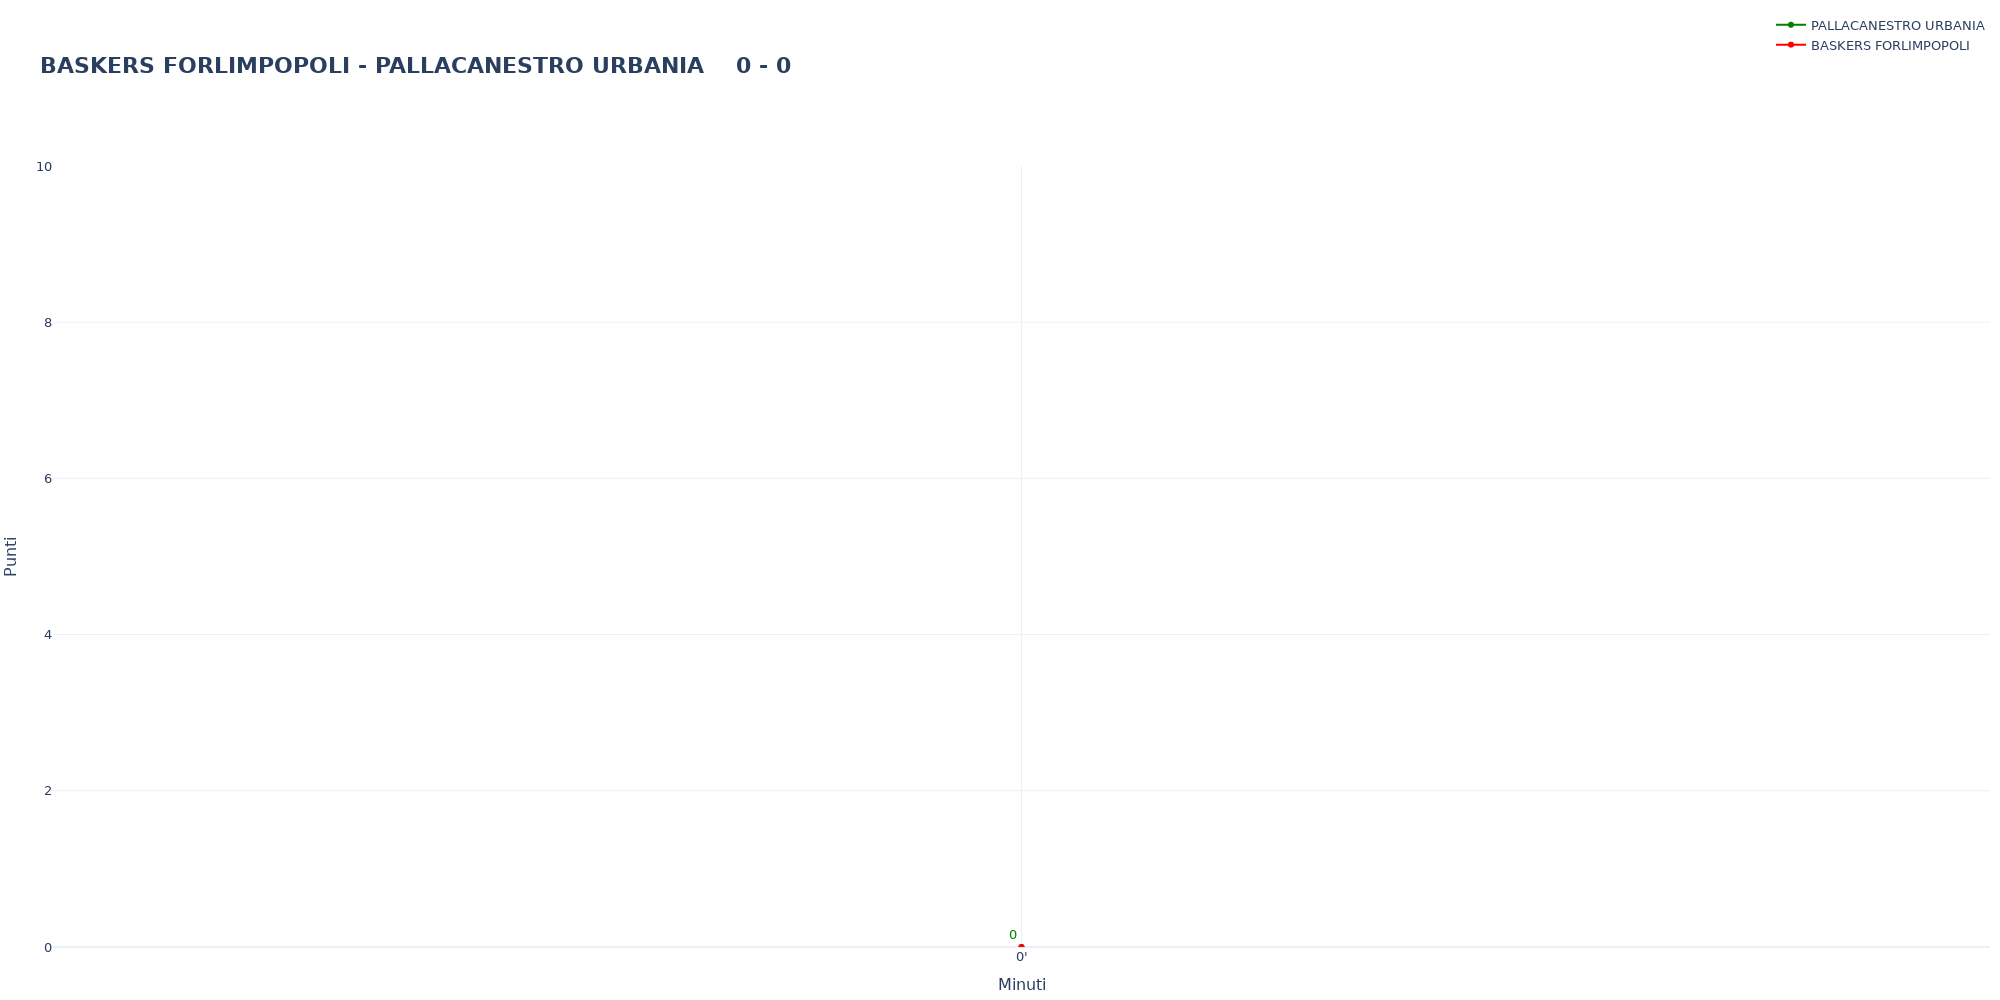 PALLACANESTRO URBANIA
BASKERS FORLIMPOPOLI
BASKERS FORLIMPOPOLI - PALLACANESTRO URBANIA 0 - 0
10
8
6
Punti
4
2
0
0
0'
Minuti